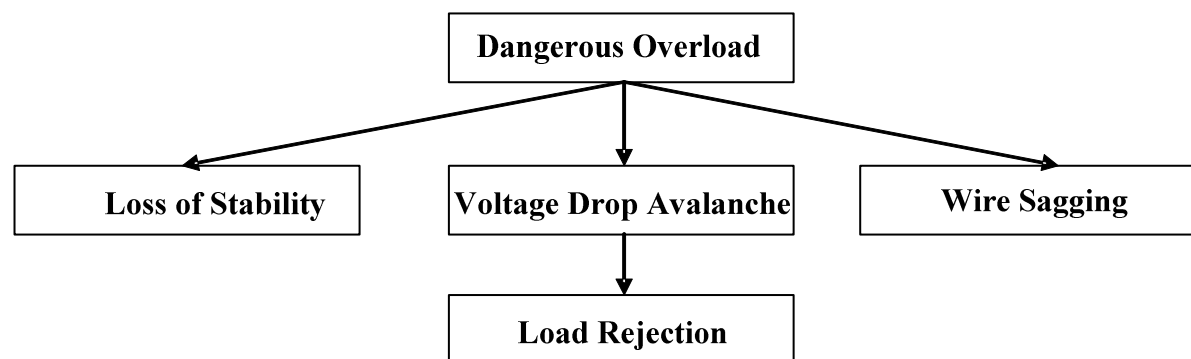 Dangerous Overload
Loss of Stability
Voltage Drop Avalanche
Wire Sagging
Load Rejection